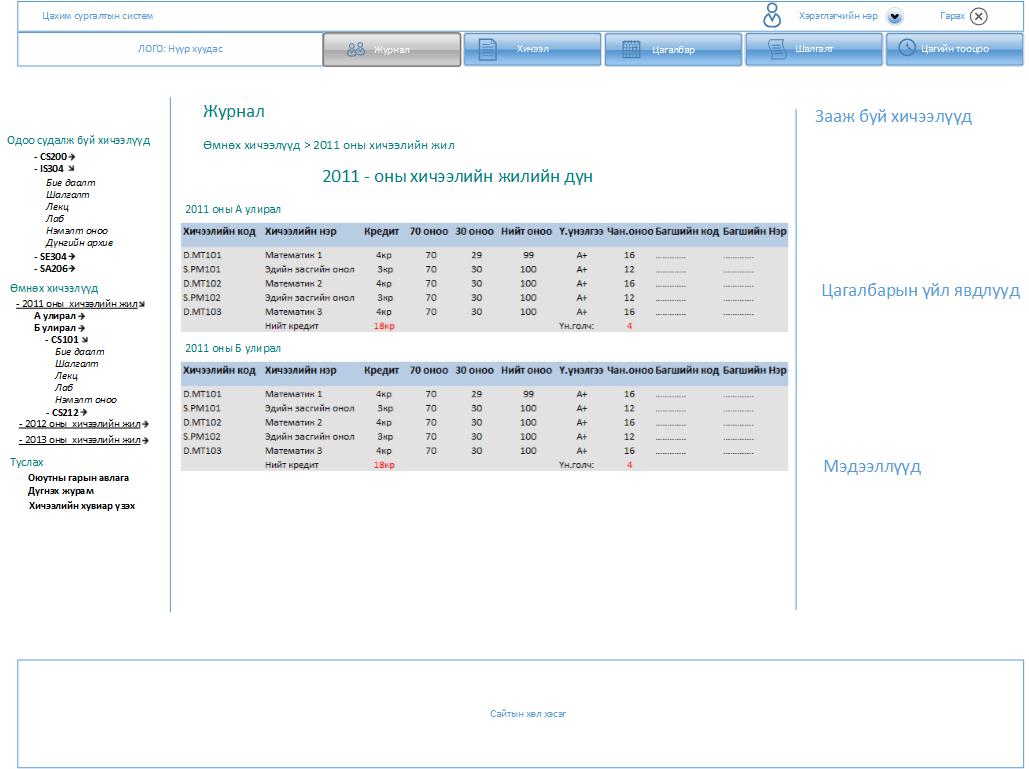 Цахим сургалтын систем
Хэрэглэгчийн нэр
Гарах
ЛОГО: Нүүр хуудас
Журнал
Хичээл
Цагалбар
Шалгалт
Цагийн тооцоо
Одоо судалж буй хичээлүүд
- CS200
- IS304
Бие даалт
Шалгалт
Лекц
Лаб
Нэмэлт оноо
Дүнгийн архив
- SE304
- SA206
Өмнөх хичээлүүд
- 2011 оны хичээлийн жил
А улирал
Б улирал
- CS101
Бие даалт
Шалгалт
Лекц
Лаб
Нэмэлт оноо
- CS212
- 2012 оны хичээлийн жил
- 2013 оны хичээлийн жил
Туслах
Оюутны гарын авлага
Дүгнэх журам
Хичээлийн хувиар үзэх
Журнал
Өмнөх хичээлүүд > 2011 оны хичээлийн жил
2011 - оны хичээлийн жилийн дүн
2011 оны А улирал
Хичээлийн код Хичээлийн нэр Кредит 70 оноо 30 оноо Нийт оноо Ү.үнэлгээ Чан.оноо Багшийн код Багшийн Нэр
D.MT101 Математик 1 4кр 70 29 99 A+ 16 .............. ..............
S.PM101 Эдийн засгийн онол 3кр 70 30 100 A+ 12 .............. ..............
D.MT102 Математик 2 4кр 70 30 100 A+ 16 .............. ..............
S.PM102 Эдийн засгийн онол 3кр 70 30 100 A+ 12 .............. ..............
D.MT103 Математик 3 4кр 70 30 100 A+ 16 .............. ..............
Нийт кредит 18кр Үн.голч: 4
2011 оны Б улирал
Хичээлийн код Хичээлийн нэр Кредит 70 оноо 30 оноо Нийт оноо Ү.үнэлгээ Чан.оноо Багшийн код Багшийн Нэр
D.MT101 Математик 1 4кр 70 29 99 A+ 16 .............. ..............
S.PM101 Эдийн засгийн онол 3кр 70 30 100 A+ 12 .............. ..............
D.MT102 Математик 2 4кр 70 30 100 A+ 16 .............. ..............
S.PM102 Эдийн засгийн онол 3кр 70 30 100 A+ 12 .............. ..............
D.MT103 Математик 3 4кр 70 30 100 A+ 16 .............. ..............
Нийт кредит 18кр Үн.голч: 4
Зааж буй хичээлүүд
Цагалбарын үйл явдлууд
Мэдээллүүд
Сайтын хөл хэсэг